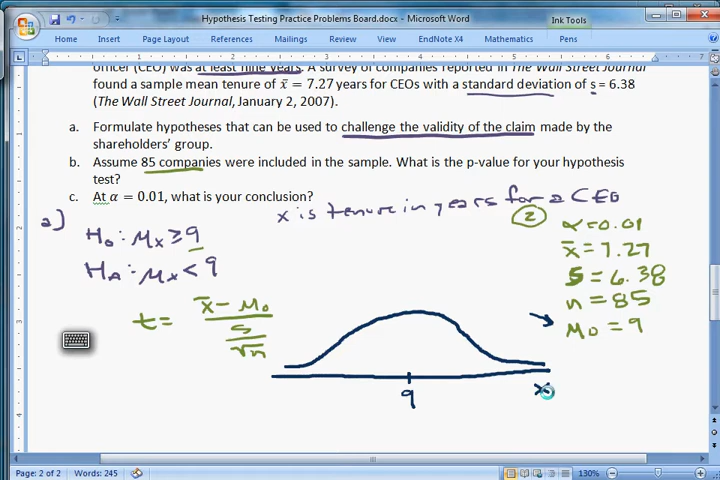 Hypothesis Testing Practice Problems Board.docx - Microsoft Word
Ink Tools
Home Insert Page Layout References Mailings Review View EndNote X4 Mathematics Pens
officer (CEO) was at least nine years. A survey of companies reported in The Wall Street Journal
found a sample mean tenure of x̄ = 7.27 years for CEOs with a standard deviation of s = 6.38
(The Wall Street Journal, January 2, 2007).
a. Formulate hypotheses that can be used to challenge the validity of the claim made by the
shareholders' group.
b. Assume 85 companies were included in the sample. What is the p-value for your hypothesis
test?
c. At α = 0.01, what is your conclusion?
x is tenure in years for a CEO
a)
H₀: μₓ ≥ 9
Hₐ: μₓ < 9
2
α = 0.01
x̄ = 7.27
s = 6.38
n = 85
μ₀ = 9
t = (x̄ - μ₀) / (s / √n)
9
x
Page: 2 of 2 Words: 245 130%